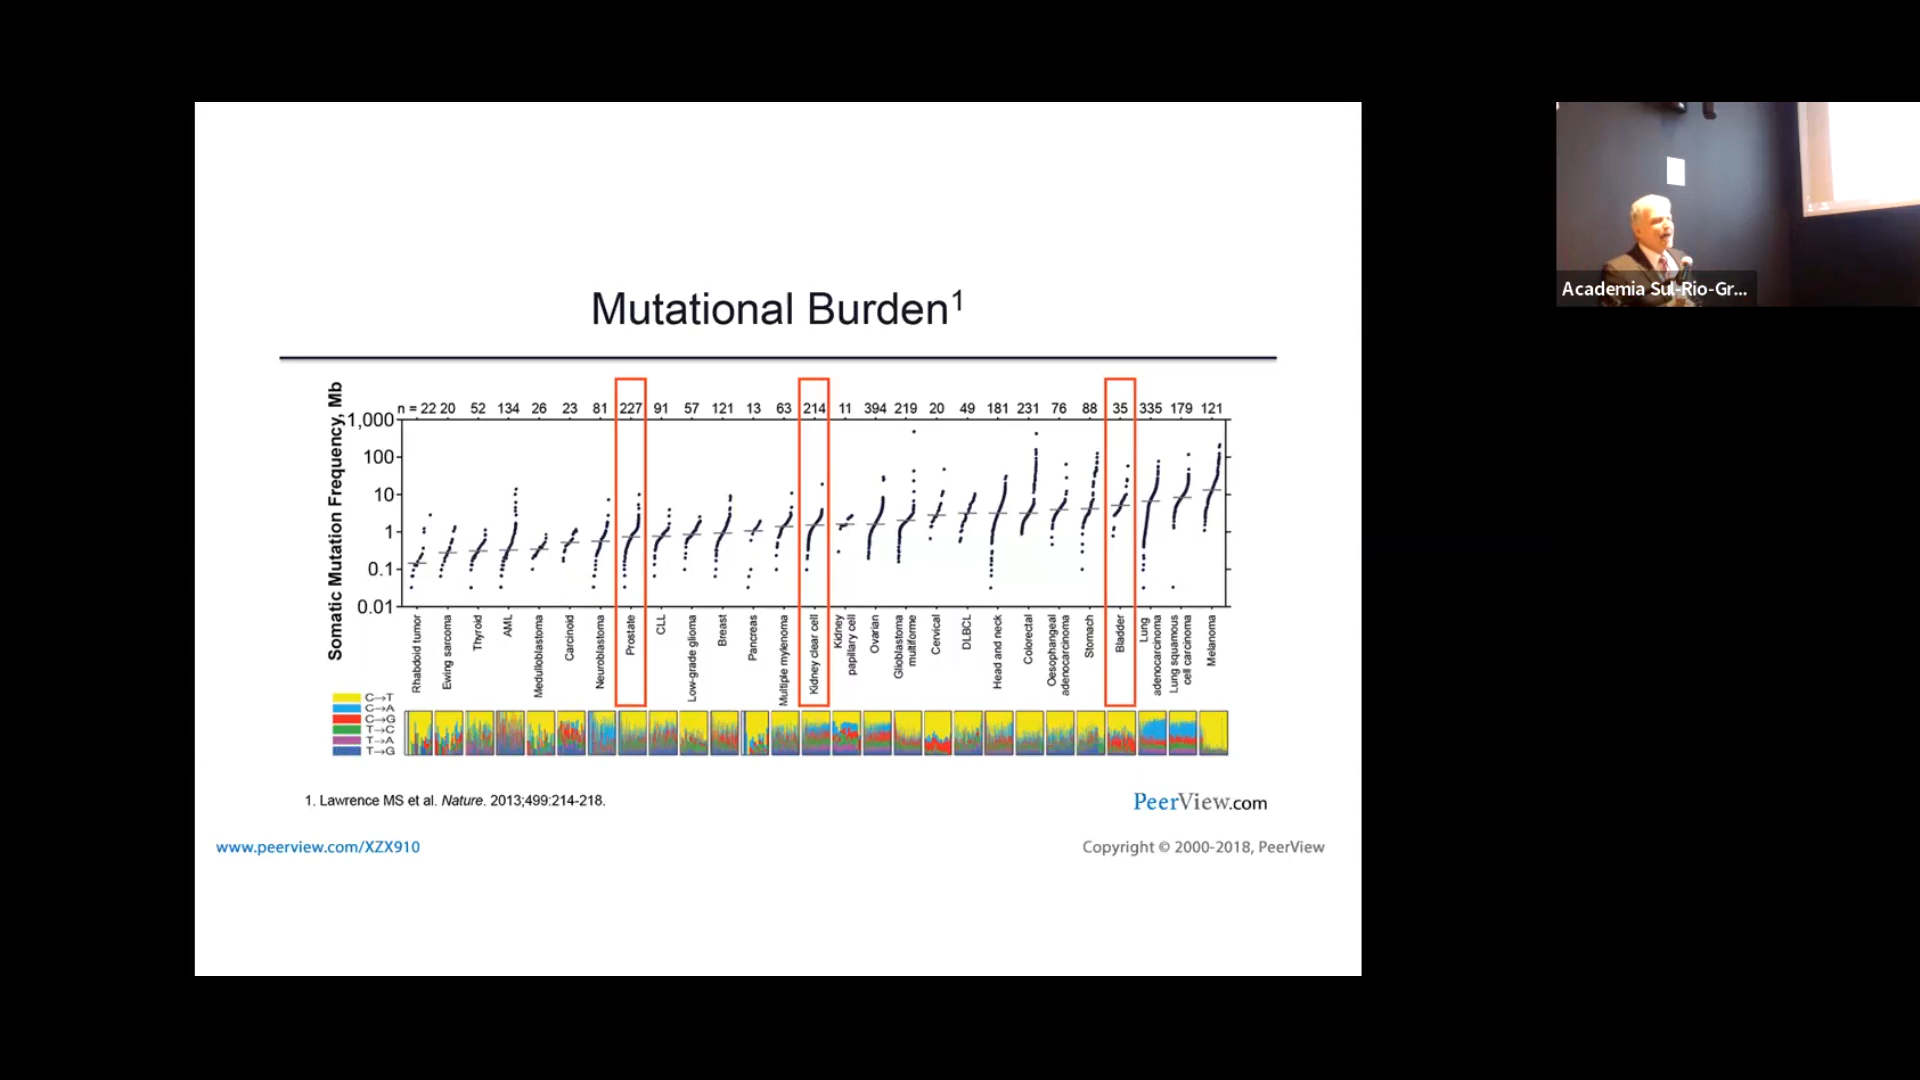 Mutational Burden1
Somatic Mutation Frequency, Mb
n = 22 20 52 134 26 23 81 227 91 57 121 13 63 214 11 394 219 20 49 181 231 76 88 35 335 179 121
1,000
100
10
1
0.1
0.01
Rhabdoid tumor
Ewing sarcoma
Thyroid
AML
Medulloblastoma
Carcinoid
Neuroblastoma
Prostate
CLL
Low-grade glioma
Breast
Pancreas
Multiple mylenoma
Kidney clear cell
Kidney
papillary cell
Ovarian
Glioblastoma
multiforme
Cervical
DLBCL
Head and neck
Colorectal
Oesophangeal
adenocarcinoma
Stomach
Bladder
Lung
adenocarcinoma
Lung squamous
cell carcinoma
Melanoma
C→T
C→A
C→G
T→C
T→A
T→G
1. Lawrence MS et al. Nature. 2013;499:214-218.
PeerView.com
www.peerview.com/XZX910
Copyright © 2000-2018, PeerView
Academia Sul-Rio-Gr...